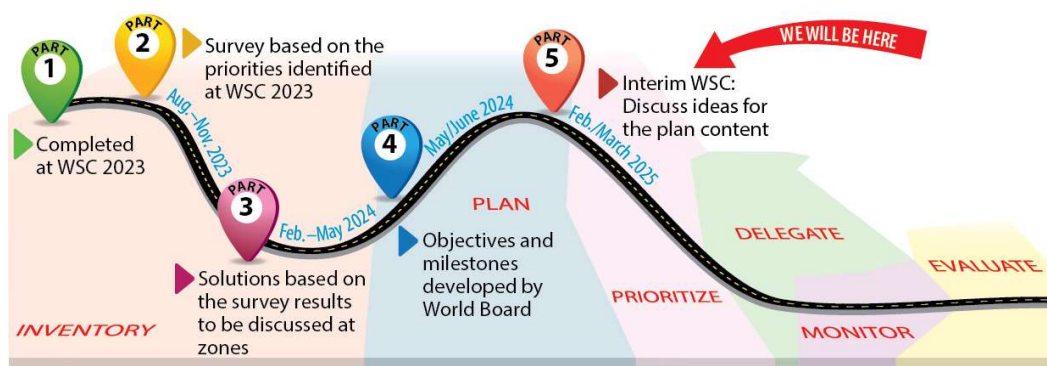 PART
1
Completed
at WSC 2023
PART
2
Survey based on the
priorities identified
at WSC 2023
Aug.–Nov. 2023
PART
3
Solutions based on
the survey results
to be discussed at
zones
Feb.–May 2024
PART
4
Objectives and
milestones
developed by
World Board
May/June 2024
PART
5
Interim WSC:
Discuss ideas for
the plan content
WE WILL BE HERE
Feb./March 2025
INVENTORY
PLAN
PRIORITIZE
DELEGATE
MONITOR
EVALUATE